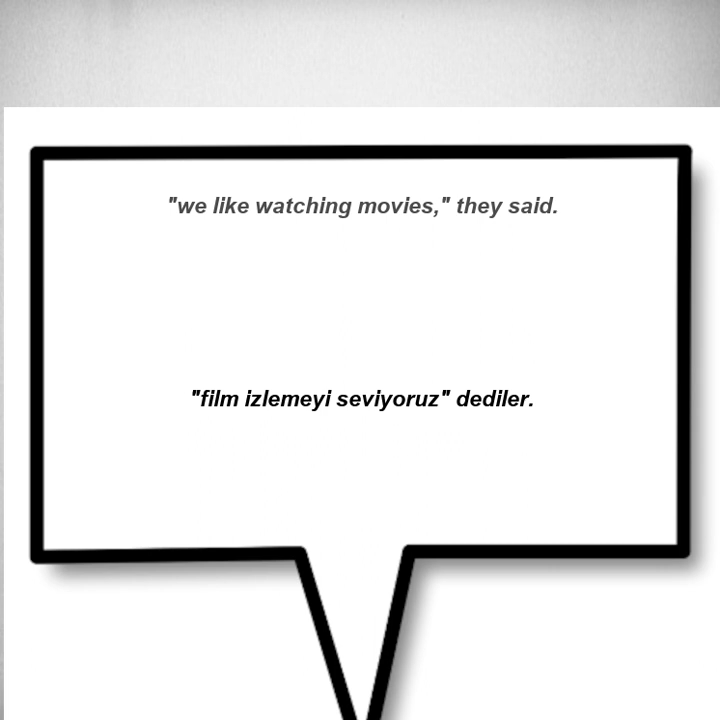 "we like watching movies," they said.
"film izlemeyi seviyoruz" dediler.